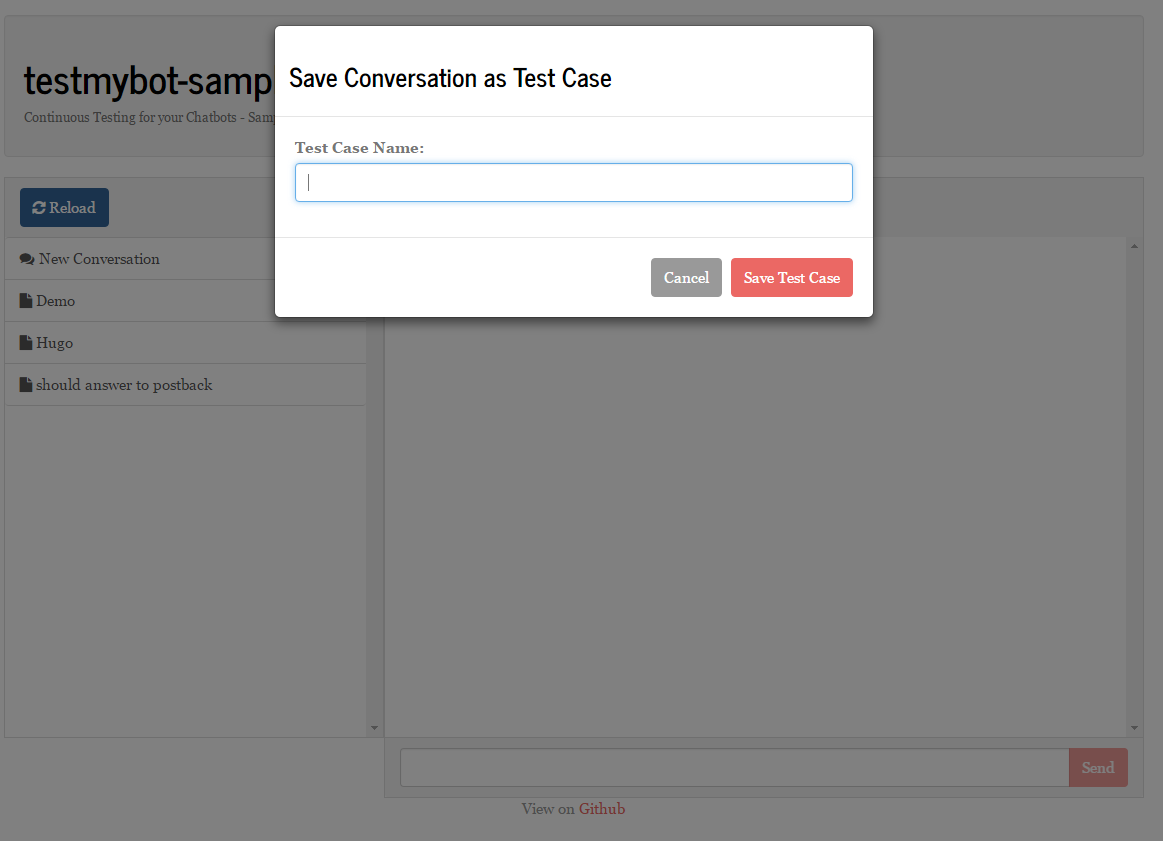 testmybot-samp
Continuous Testing for your Chatbots - Sam
Save Conversation as Test Case
Test Case Name:
Cancel
Save Test Case
Reload
New Conversation
Demo
Hugo
should answer to postback
Send
View on Github